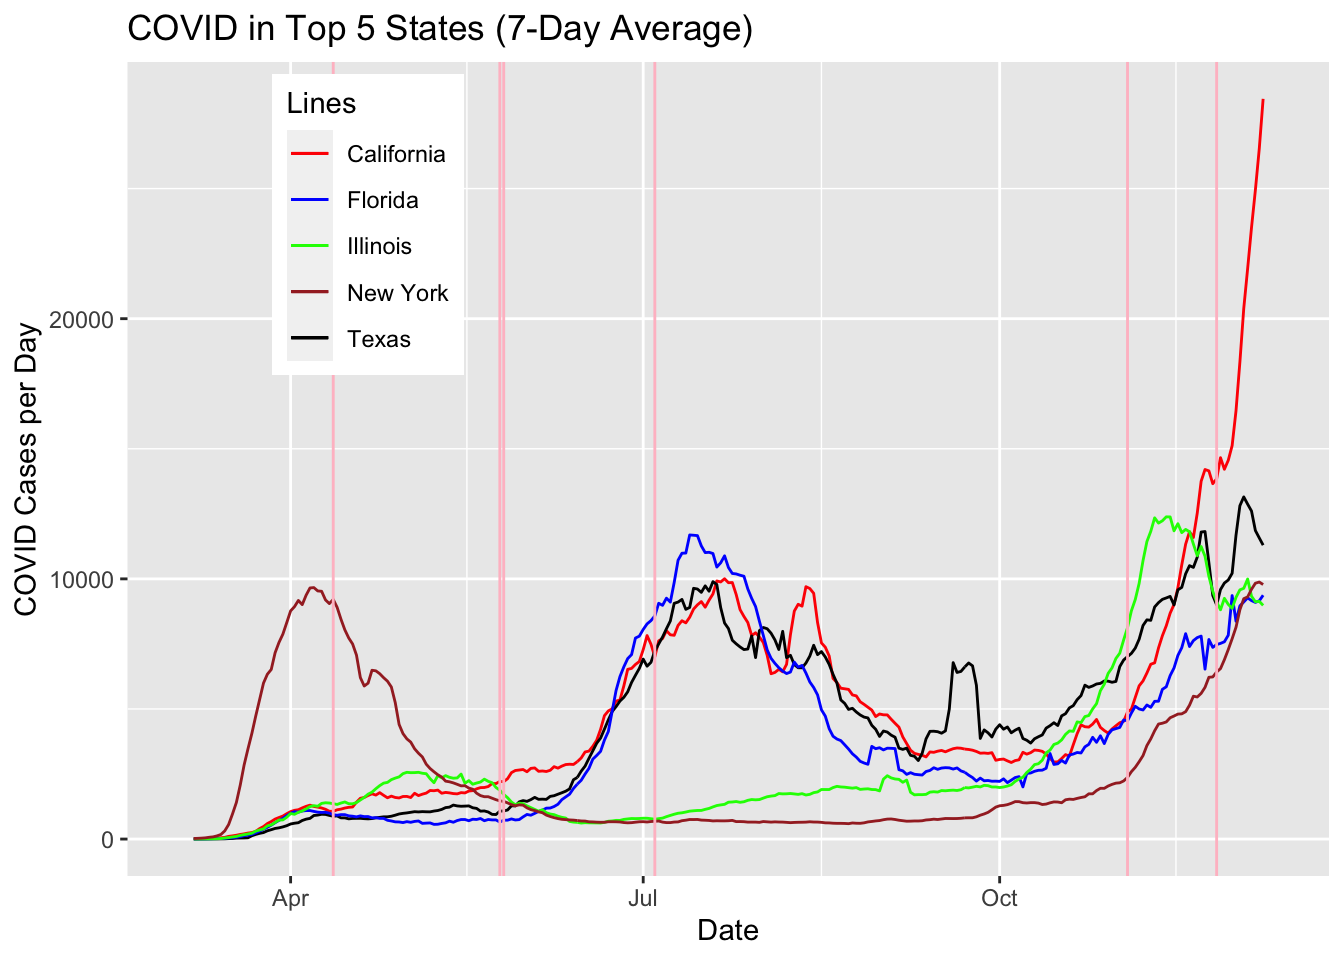 COVID in Top 5 States (7-Day Average)
Lines
California
Florida
Illinois
New York
Texas
COVID Cases per Day
20000
10000
0
Apr
Jul
Oct
Date